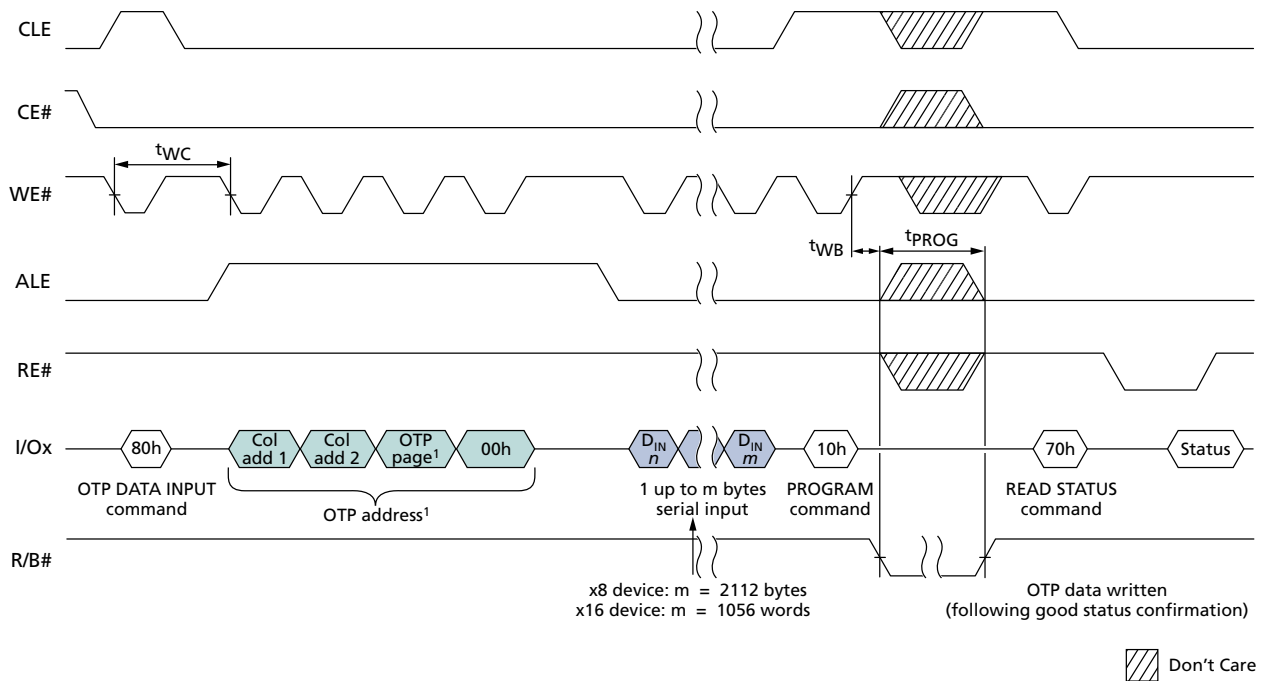 CLE
CE#
tWC
WE#
tWB
tPROG
ALE
RE#
I/Ox
80h
Col
add 1
Col
add 2
OTP
page1
00h
DIN
n
DIN
m
10h
70h
Status
OTP DATA INPUT
command
OTP address1
1 up to m bytes
serial input
PROGRAM
command
READ STATUS
command
R/B#
x8 device: m = 2112 bytes
x16 device: m = 1056 words
OTP data written
(following good status confirmation)
Don't Care